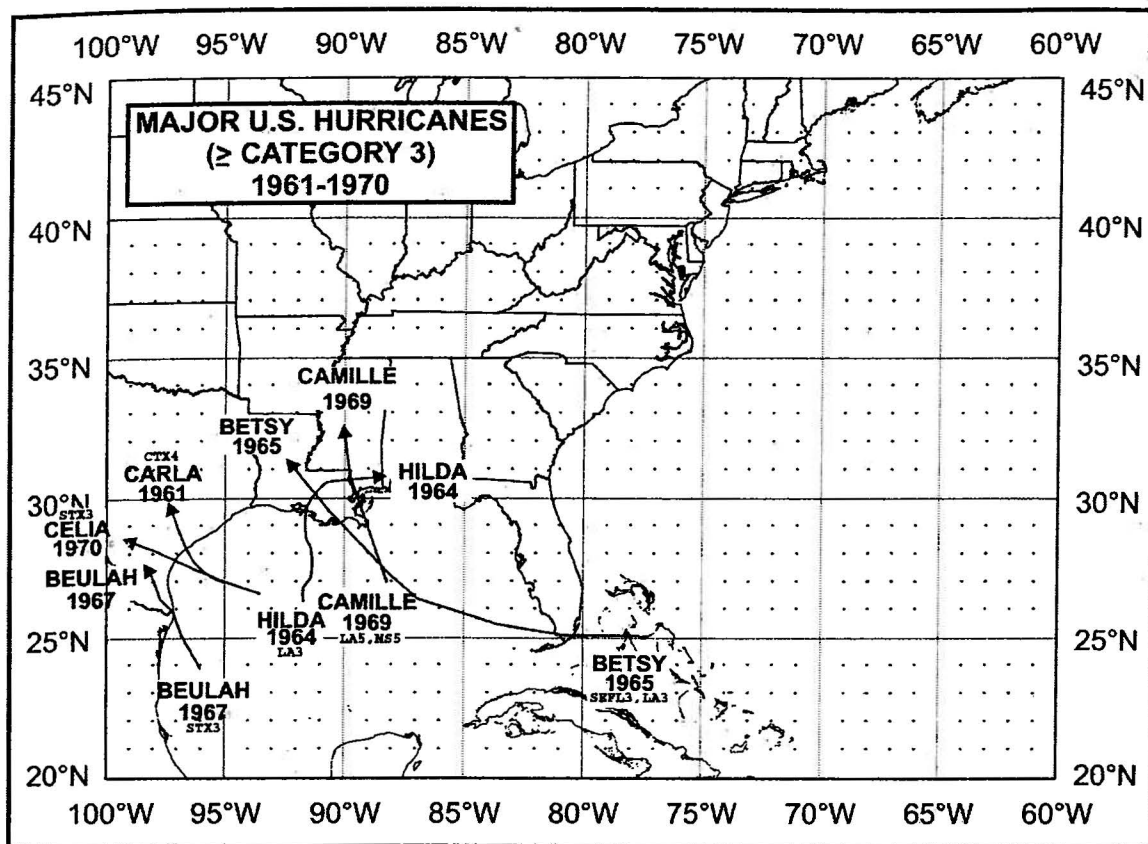 100°W 95°W 90°W 85°W 80°W 75°W 70°W 65°W 60°W
45°N 45°N
MAJOR U.S. HURRICANES
(≥ CATEGORY 3)
1961-1970
40°N 40°N
35°N 35°N
CAMILLE
1969
BETSY
1965
CTX4
CARLA
1961
HILDA
1964
30°N 30°N
STX3
CELIA
1970
BEULAH
1967
HILDA
1964
LA3
CAMILLE
1969
LA5,MS5
25°N 25°N
BETSY
1965
SEFL3,LA3
BEULAH
1967
STX3
20°N 20°N
100°W 95°W 90°W 85°W 80°W 75°W 70°W 65°W 60°W